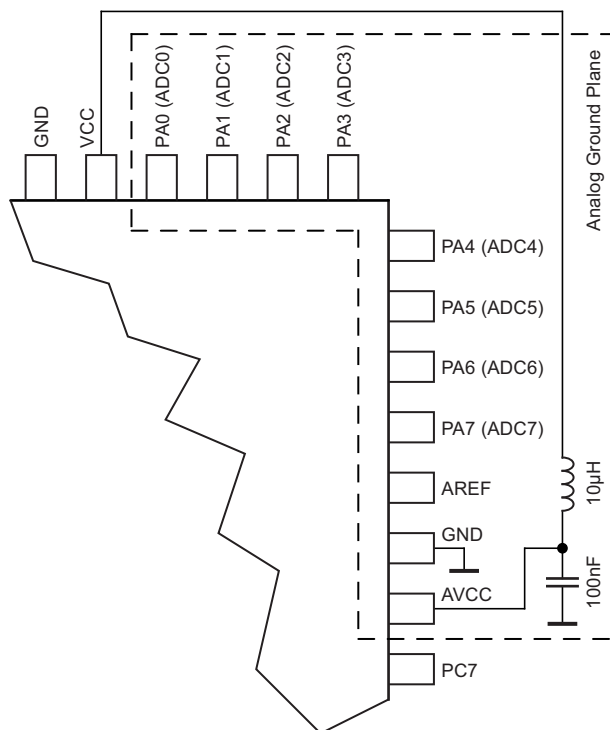 GND
VCC
PA0 (ADC0)
PA1 (ADC1)
PA2 (ADC2)
PA3 (ADC3)
Analog Ground Plane
PA4 (ADC4)
PA5 (ADC5)
PA6 (ADC6)
PA7 (ADC7)
AREF
10µH
GND
AVCC
100nF
PC7